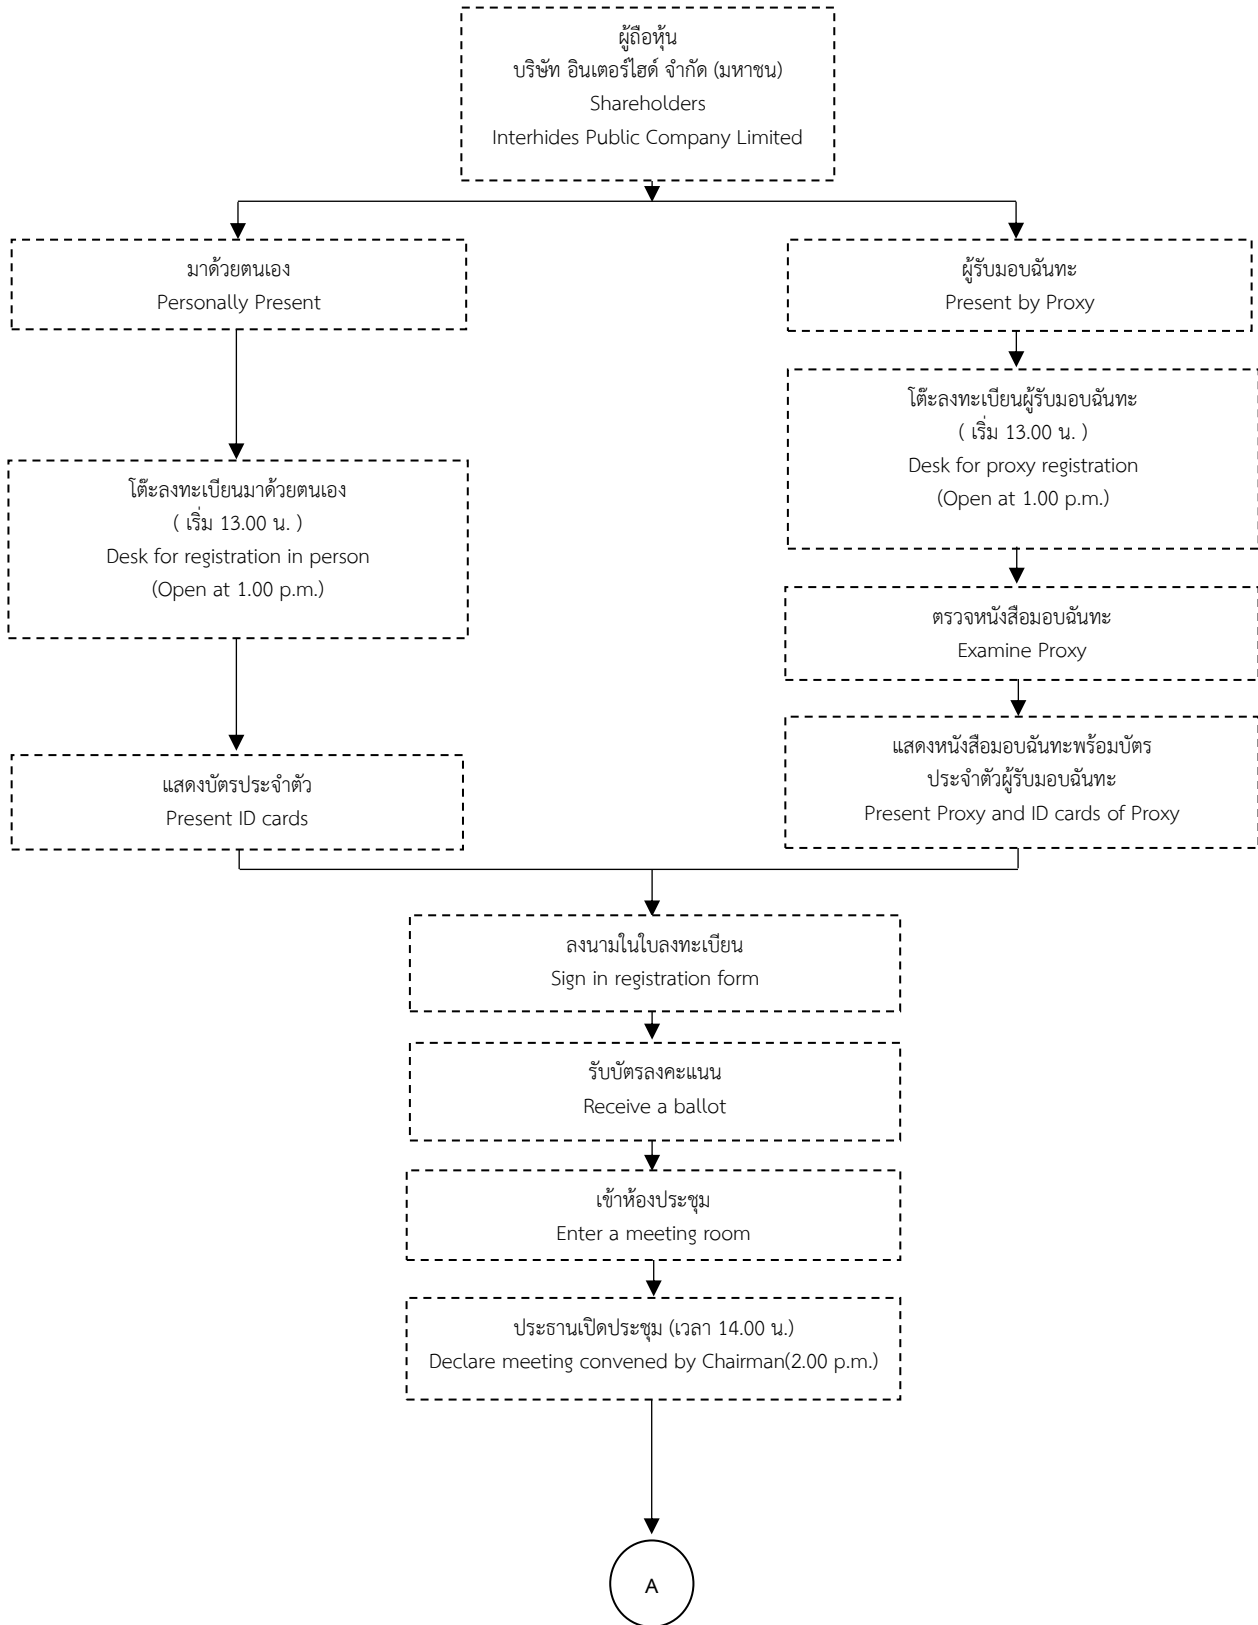 ผู้ถือหุ้น
บริษัท อินเตอร์ไฮด์ จำกัด (มหาชน)
Shareholders
Interhides Public Company Limited
มาด้วยตนเอง
Personally Present
ผู้รับมอบฉันทะ
Present by Proxy
โต๊ะลงทะเบียนมาด้วยตนเอง
( เริ่ม 13.00 น. )
Desk for registration in person
(Open at 1.00 p.m.)
โต๊ะลงทะเบียนผู้รับมอบฉันทะ
( เริ่ม 13.00 น. )
Desk for proxy registration
(Open at 1.00 p.m.)
ตรวจหนังสือมอบฉันทะ
Examine Proxy
แสดงบัตรประจำตัว
Present ID cards
แสดงหนังสือมอบฉันทะพร้อมบัตร
ประจำตัวผู้รับมอบฉันทะ
Present Proxy and ID cards of Proxy
ลงนามในใบลงทะเบียน
Sign in registration form
รับบัตรลงคะแนน
Receive a ballot
เข้าห้องประชุม
Enter a meeting room
ประธานเปิดประชุม (เวลา 14.00 น.)
Declare meeting convened by Chairman(2.00 p.m.)
A